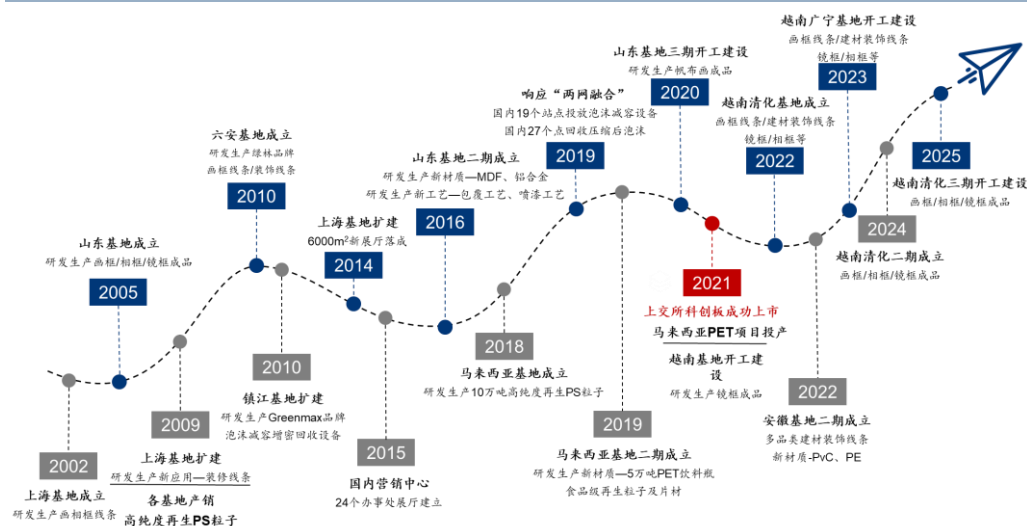 2002
上海基地成立
研发生产画相框线条
山东基地成立
研发生产画框/相框/镜框成品
2005
2009
上海基地扩建
研发生产新应用—装修线条
各基地产销
高纯度再生PS粒子
六安基地成立
研发生产绿林品牌
画框线条/装饰线条
2010
2010
镇江基地扩建
研发生产Greenmax品牌
泡沫减容增密回收设备
上海基地扩建
6000m²新展厅落成
2014
2015
国内营销中心
24个办事处展厅建立
山东基地二期成立
研发生产新材质—MDF、铝合金
研发生产新工艺—包覆工艺、喷漆工艺
2016
2018
马来西亚基地成立
研发生产10万吨高纯度再生PS粒子
响应“两网融合”
国内19个站点投放泡沫减容设备
国内27个点回收压缩后泡沫
2019
2019
马来西亚基地二期成立
研发生产新材质—5万吨PET饮料瓶
食品级再生粒子及片材
山东基地三期开工建设
研发生产帆布画成品
2020
2021
上交所科创板成功上市
马来西亚PET项目投产
越南基地开工建
设
研发生产镜框成品
越南清化基地成立
画框线条/建材装饰线条
镜框/相框等
2022
2022
安徽基地二期成立
多品类建材装饰线条
新材质-PvC、PE
越南广宁基地开工建设
画框线条/建材装饰线条
镜框/相框等
2023
2024
越南清化二期成立
画框/相框/镜框成品
2025
越南清化三期开工建设
画框/相框/镜框成品